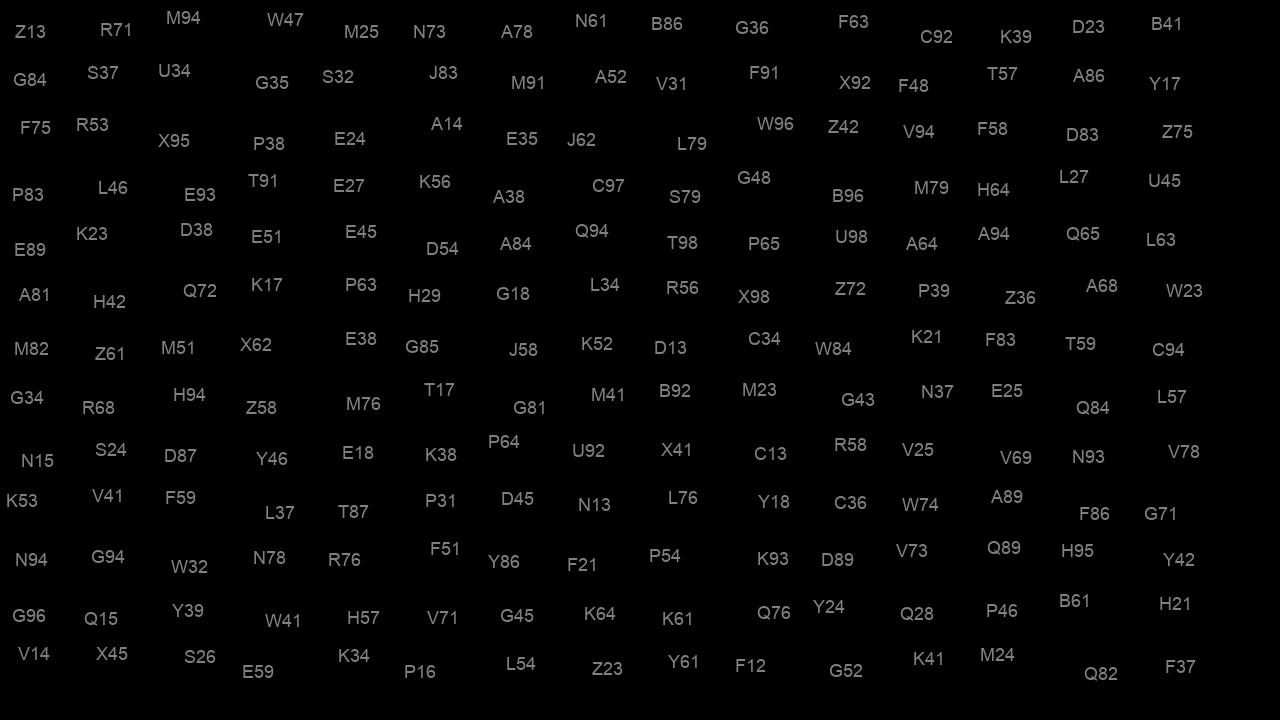 Z13 R71 M94 W47 M25 N73 A78 N61 B86 G36 F63 C92 K39 D23 B41
G84 S37 U34 G35 S32 J83 M91 A52 V31 F91 X92 F48 T57 A86 Y17
F75 R53 X95 P38 E24 A14 E35 J62 L79 W96 Z42 V94 F58 D83 Z75
P83 L46 E93 T91 E27 K56 A38 C97 S79 G48 B96 M79 H64 L27 U45
E89 K23 D38 E51 E45 D54 A84 Q94 T98 P65 U98 A64 A94 Q65 L63
A81 H42 Q72 K17 P63 H29 G18 L34 R56 X98 Z72 P39 Z36 A68 W23
M82 Z61 M51 X62 E38 G85 J58 K52 D13 C34 W84 K21 F83 T59 C94
G34 R68 H94 Z58 M76 T17 G81 M41 B92 M23 G43 N37 E25 Q84 L57
N15 S24 D87 Y46 E18 K38 P64 U92 X41 C13 R58 V25 V69 N93 V78
K53 V41 F59 L37 T87 P31 D45 N13 L76 Y18 C36 W74 A89 F86 G71
N94 G94 W32 N78 R76 F51 Y86 F21 P54 K93 D89 V73 Q89 H95 Y42
G96 Q15 Y39 W41 H57 V71 G45 K64 K61 Q76 Y24 Q28 P46 B61 H21
V14 X45 S26 E59 K34 P16 L54 Z23 Y61 F12 G52 K41 M24 Q82 F37